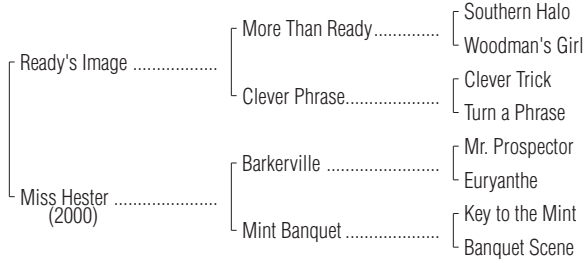 Southern Halo
More Than Ready..............
Woodman's Girl
Ready's Image ..................
Clever Trick
Clever Phrase....................
Turn a Phrase
Mr. Prospector
Barkerville ........................
Euryanthe
Miss Hester ......................
(2000)
Key to the Mint
Mint Banquet ....................
Banquet Scene